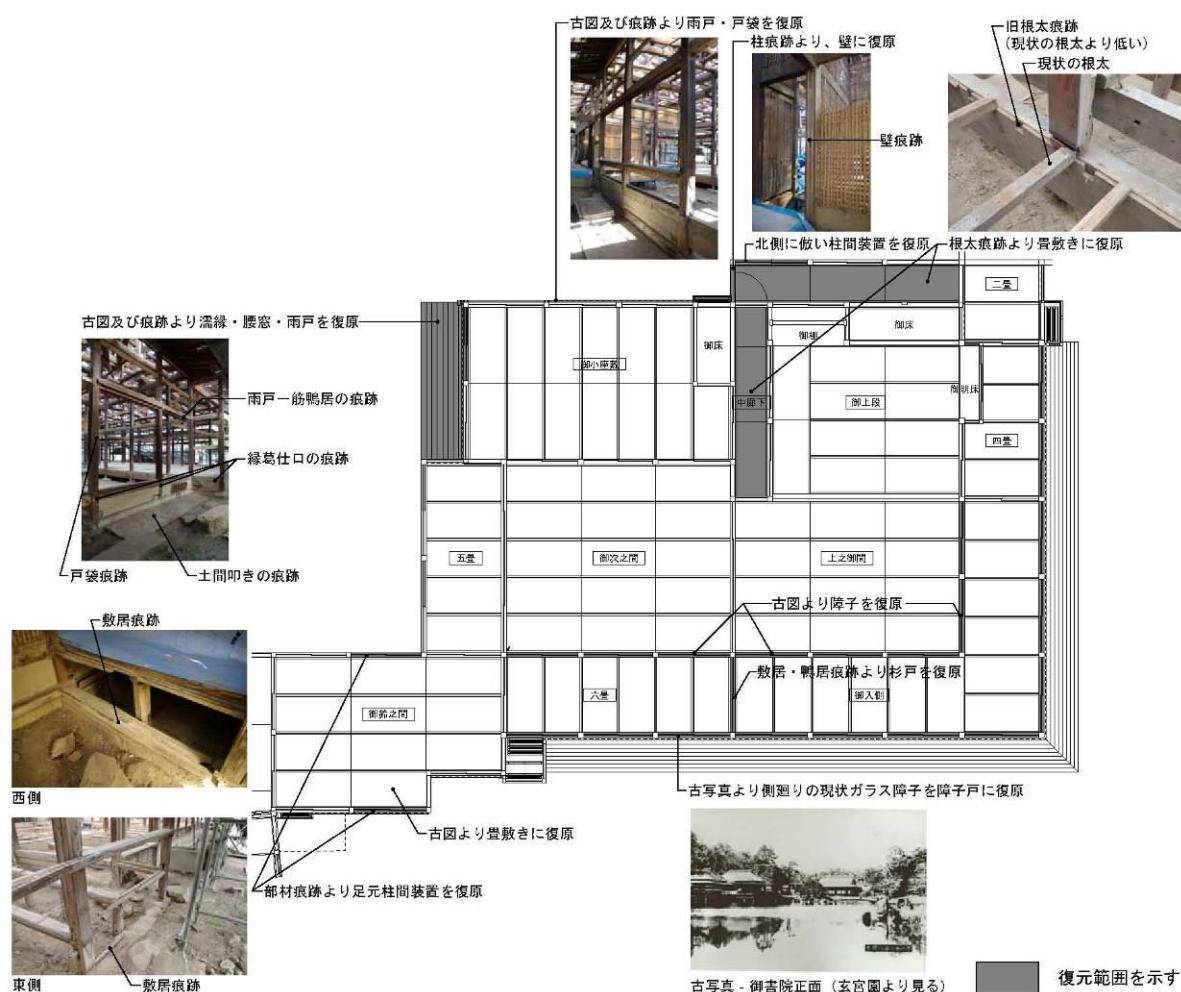 古図及び痕跡より雨戸・戸袋を復原
柱痕跡より、壁に復原
旧根太痕跡
(現状の根太より低い)
現状の根太
壁痕跡
北側に倣い柱間装置を復原
根太痕跡より畳敷きに復原
古図及び痕跡より濡縁・腰窓・雨戸を復原
雨戸一筋鴨居の痕跡
縁葛仕口の痕跡
戸袋痕跡
土間叩きの痕跡
二畳
御床
御棚
御小座敷
御床
中廊下
御上段
御明床
四畳
五畳
御次之間
上之御間
古図より障子を復原
敷居・鴨居痕跡より杉戸を復原
六畳
御入側
御鈴之間
敷居痕跡
西側
古写真より側廻りの現状ガラス障子を障子戸に復原
古図より畳敷きに復原
部材痕跡より足元柱間装置を復原
東側
敷居痕跡
古写真 - 御書院正面 (玄宮園より見る)
復元範囲を示す